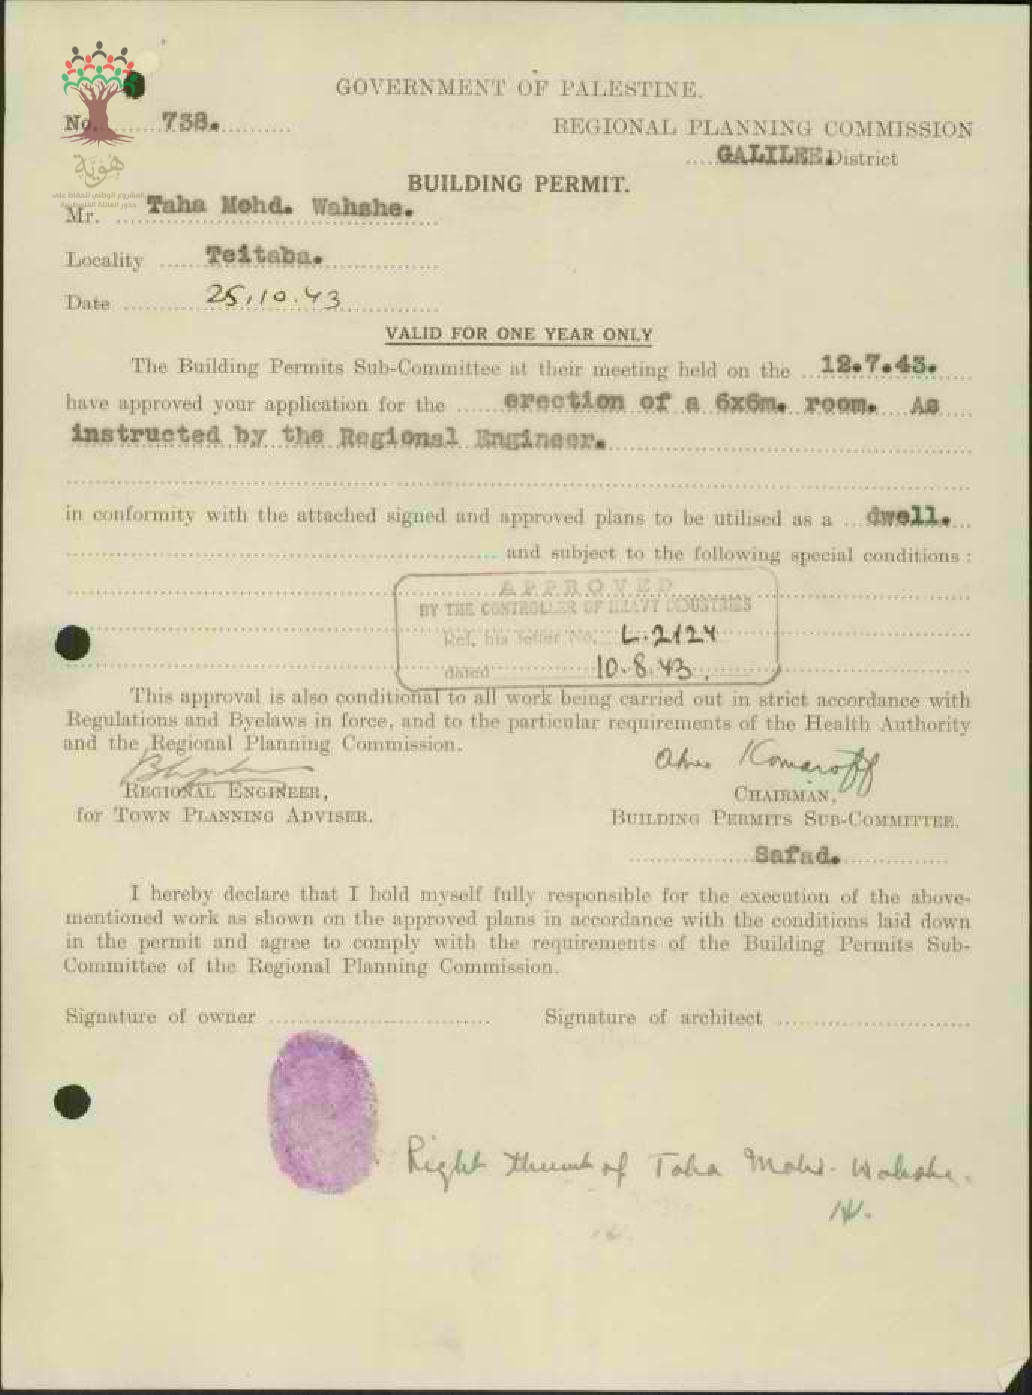 GOVERNMENT OF PALESTINE.
No. 738.
REGIONAL PLANNING COMMISSION
GALILEE. District
هُويَّة
المشروع الوطني للحفاظ على
جذور العائلة الفلسطينية
BUILDING PERMIT.
Mr. Taha Mohd. Wahshe.
Locality Teitaba.
Date 25.10.43
VALID FOR ONE YEAR ONLY
The Building Permits Sub-Committee at their meeting held on the 12.7.43.
have approved your application for the erection of a 6x6m. room. As
instructed by the Regional Engineer.
in conformity with the attached signed and approved plans to be utilised as a dwell.
and subject to the following special conditions :
APPROVED
BY THE CONTROLLER OF HEAVY INDUSTRIES
Ref. his letter No. L.2124
dated 10.8.43.
This approval is also conditional to all work being carried out in strict accordance with
Regulations and Byelaws in force, and to the particular requirements of the Health Authority
and the Regional Planning Commission.
Komaroff
REGIONAL ENGINEER,
CHAIRMAN,
for TOWN PLANNING ADVISER.
BUILDING PERMITS SUB-COMMITTEE.
Safad.
I hereby declare that I hold myself fully responsible for the execution of the above-
mentioned work as shown on the approved plans in accordance with the conditions laid down
in the permit and agree to comply with the requirements of the Building Permits Sub-
Committee of the Regional Planning Commission.
Signature of owner
Signature of architect
Right thumb of Taha Mohd. Wahshe.